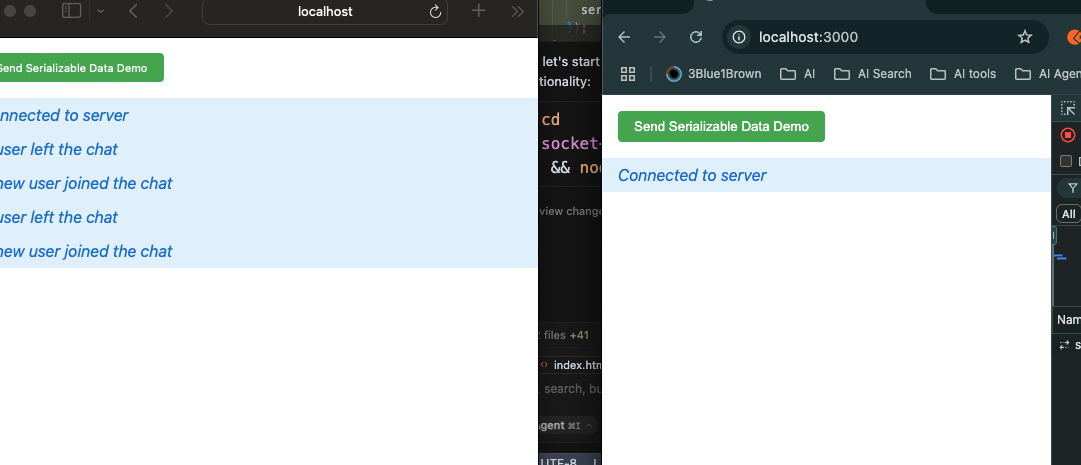 localhost
Send Serializable Data Demo
nnected to server
user left the chat
new user joined the chat
user left the chat
new user joined the chat
ser
});
let's start
tionality:
cd
socket-
&& no
view change
files +41
index.htm
, search, bu
gent ⌘I
UTF-8
localhost:3000
3Blue1Brown
AI
AI Search
AI tools
AI Agen
Send Serializable Data Demo
Connected to server
All
Nam
s